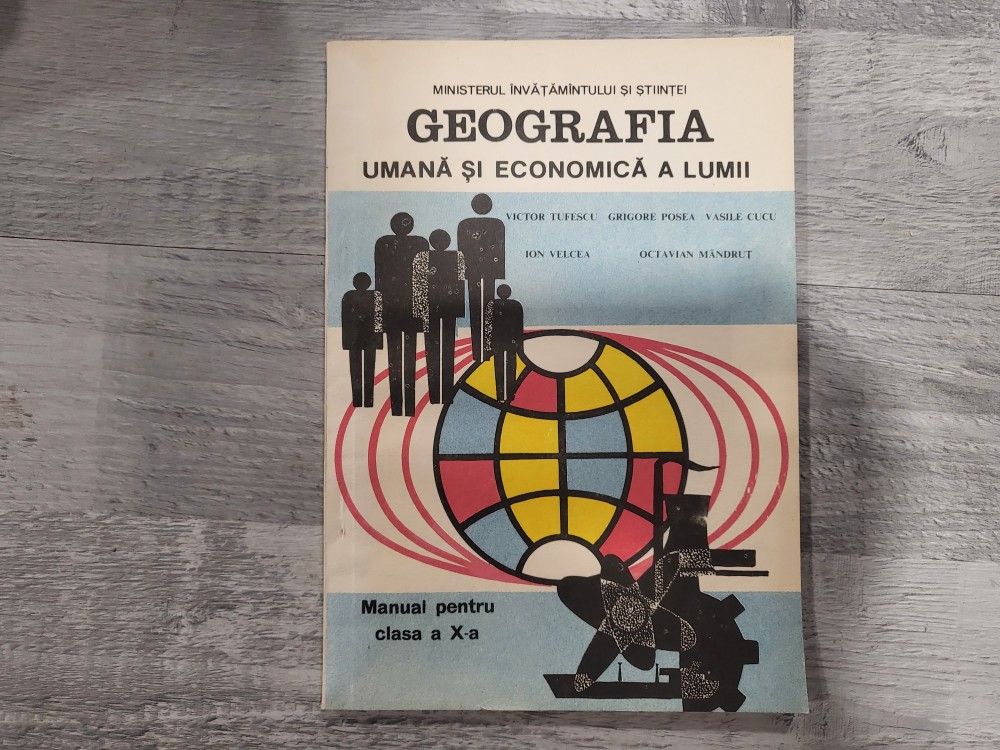 MINISTERUL ÎNVĂȚĂMÎNTULUI ȘI ȘTIINȚEI
GEOGRAFIA
UMANĂ ȘI ECONOMICĂ A LUMII
VICTOR TUFESCU GRIGORE POSEA VASILE CUCU
ION VELCEA OCTAVIAN MÂNDRUȚ
Manual pentru
clasa a X-a